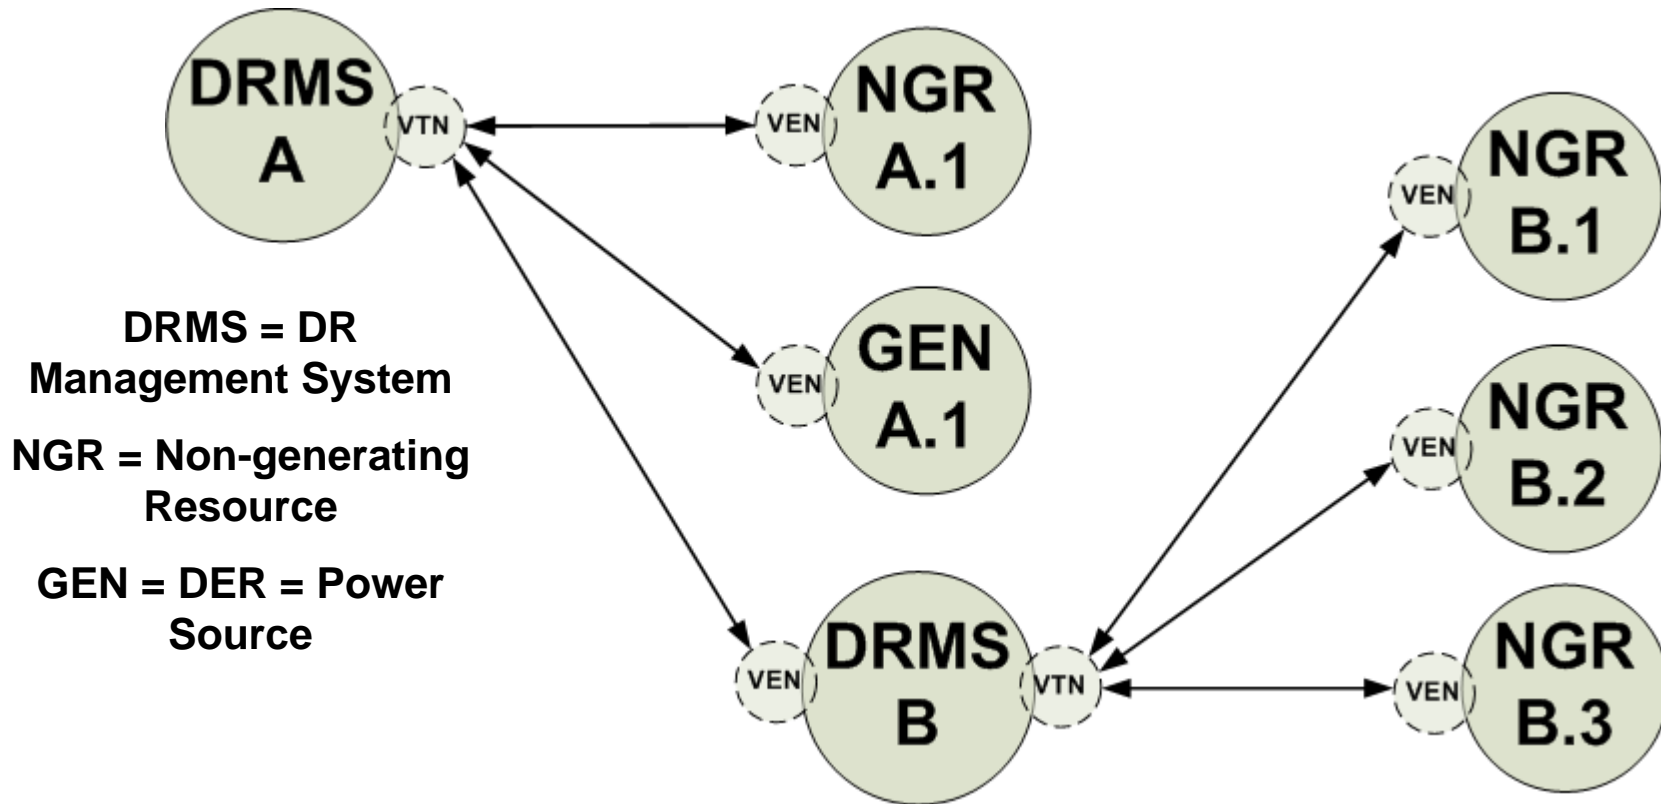 DRMS
A
VTN
VEN
NGR
A.1
VEN
NGR
B.1
DRMS = DR
Management System
NGR = Non-generating
Resource
GEN = DER = Power
Source
VEN
GEN
A.1
VEN
NGR
B.2
VEN
DRMS
B
VTN
VEN
NGR
B.3